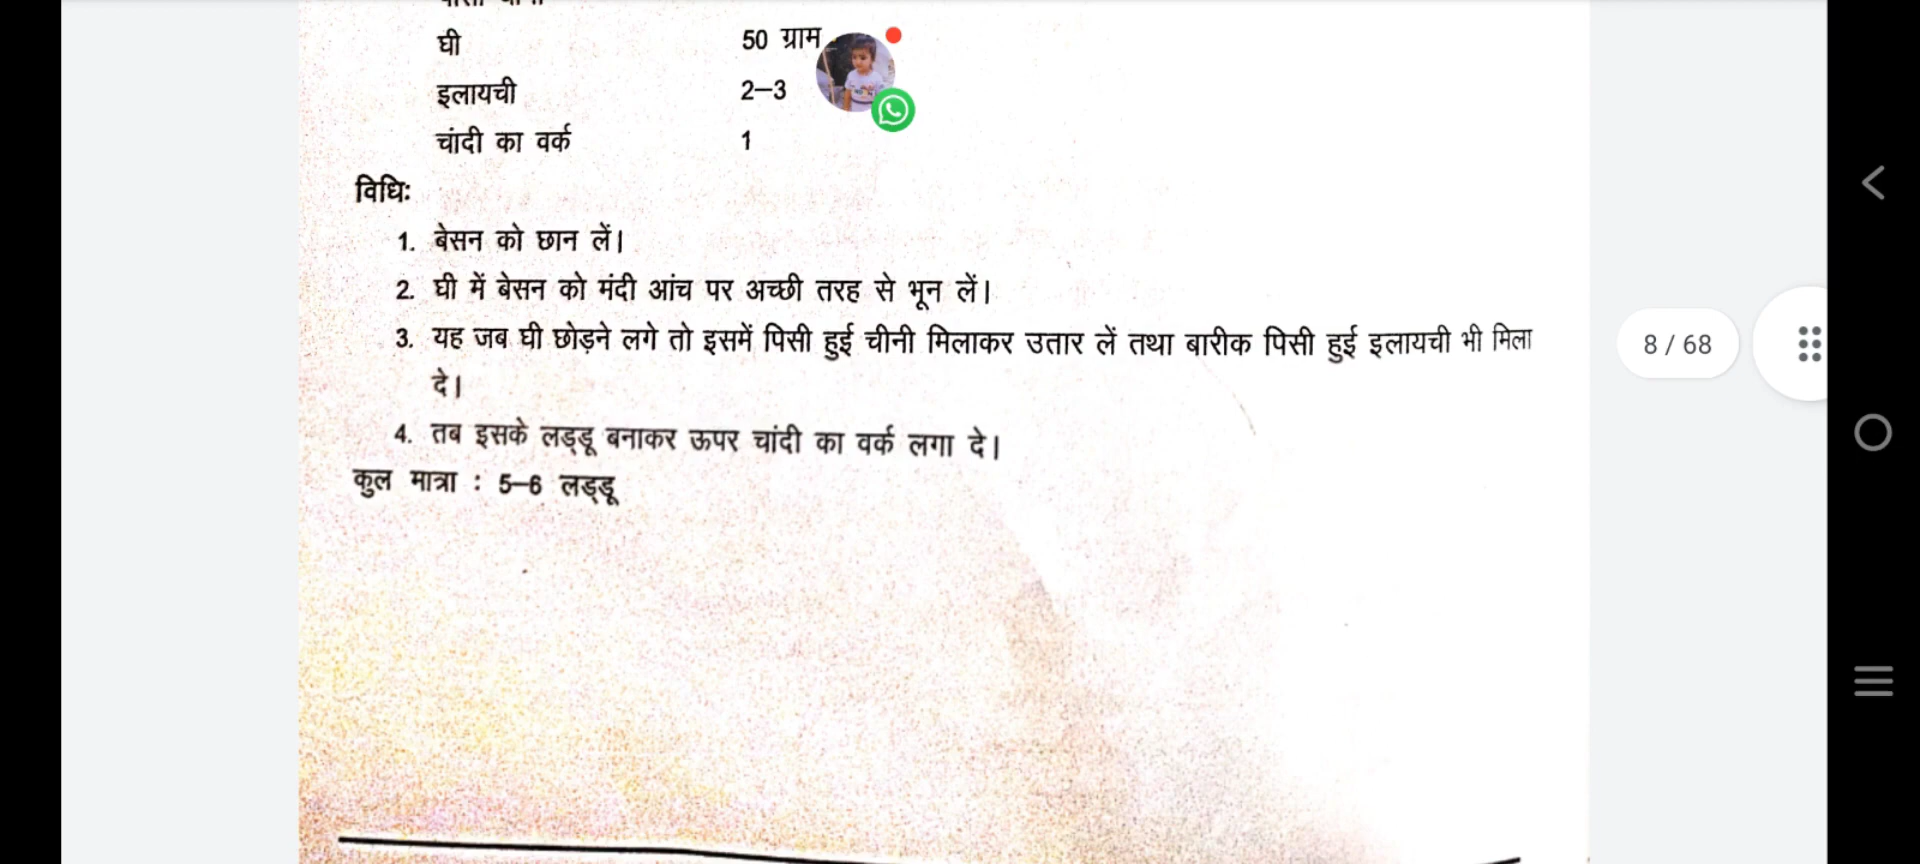 घी 50 ग्राम
इलायची 2–3
चांदी का वर्क 1
विधिः
1. बेसन को छान लें।
2. घी में बेसन को मंदी आंच पर अच्छी तरह से भून लें।
3. यह जब घी छोड़ने लगे तो इसमें पिसी हुई चीनी मिलाकर उतार लें तथा बारीक पिसी हुई इलायची भी मिला
दे।
4. तब इसके लड्डू बनाकर ऊपर चांदी का वर्क लगा दे।
कुल मात्रा : 5–6 लड्डू
8 / 68